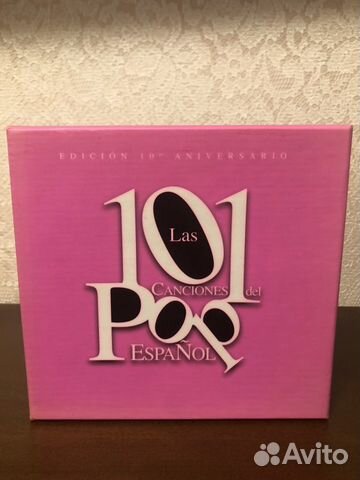 EDICIÓN 10º ANIVERSARIO
101
Las
CANCIONES del
POP
ESPAÑOL
Avito